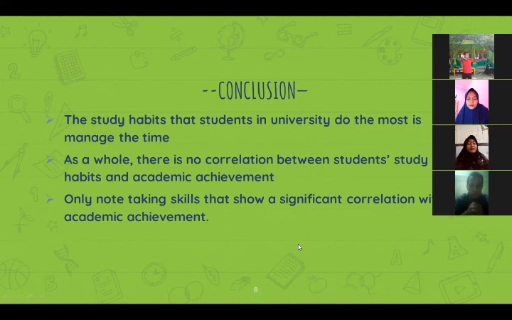 --CONCLUSION–
The study habits that students in university do the most is
manage the time
As a whole, there is no correlation between students' study
habits and academic achievement
Only note taking skills that show a significant correlation wi
academic achievement.
8